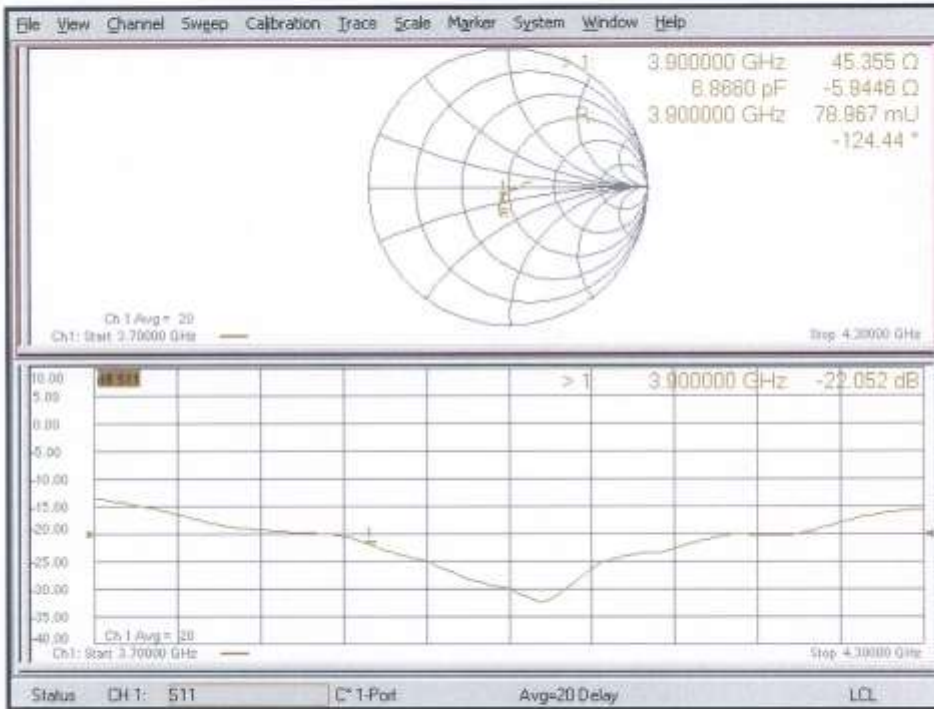 File View Channel Sweep Calibration Trace Scale Marker System Window Help
> 1 3.900000 GHz 45.355 Ω
6.8660 pF -5.9446 Ω
R 3.900000 GHz 78.967 mU
-124.44 °
Ch 1 Avg = 20
Ch1: Start 3.70000 GHz
Stop 4.30000 GHz
10.00
> 1 3.900000 GHz -22.052 dB
5.00
0.00
-5.00
-10.00
-15.00
-20.00
-25.00
-30.00
-35.00
-40.00
Ch 1 Avg = 20
Ch1: Start 3.70000 GHz
Stop 4.30000 GHz
Status CH 1: S11 C* 1-Port Avg=20 Delay LCL